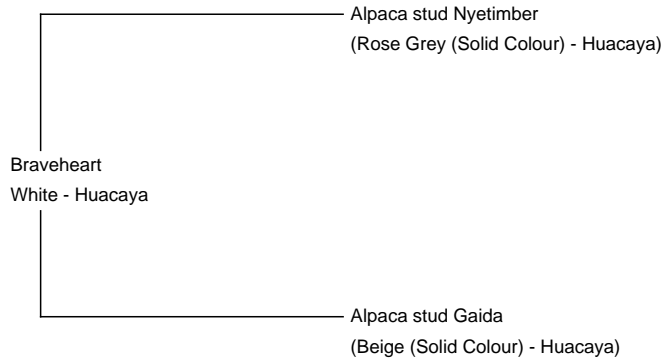 Alpaca stud Nyetimber
(Rose Grey (Solid Colour) - Huacaya)
Braveheart
White - Huacaya
Alpaca stud Gaida
(Beige (Solid Colour) - Huacaya)